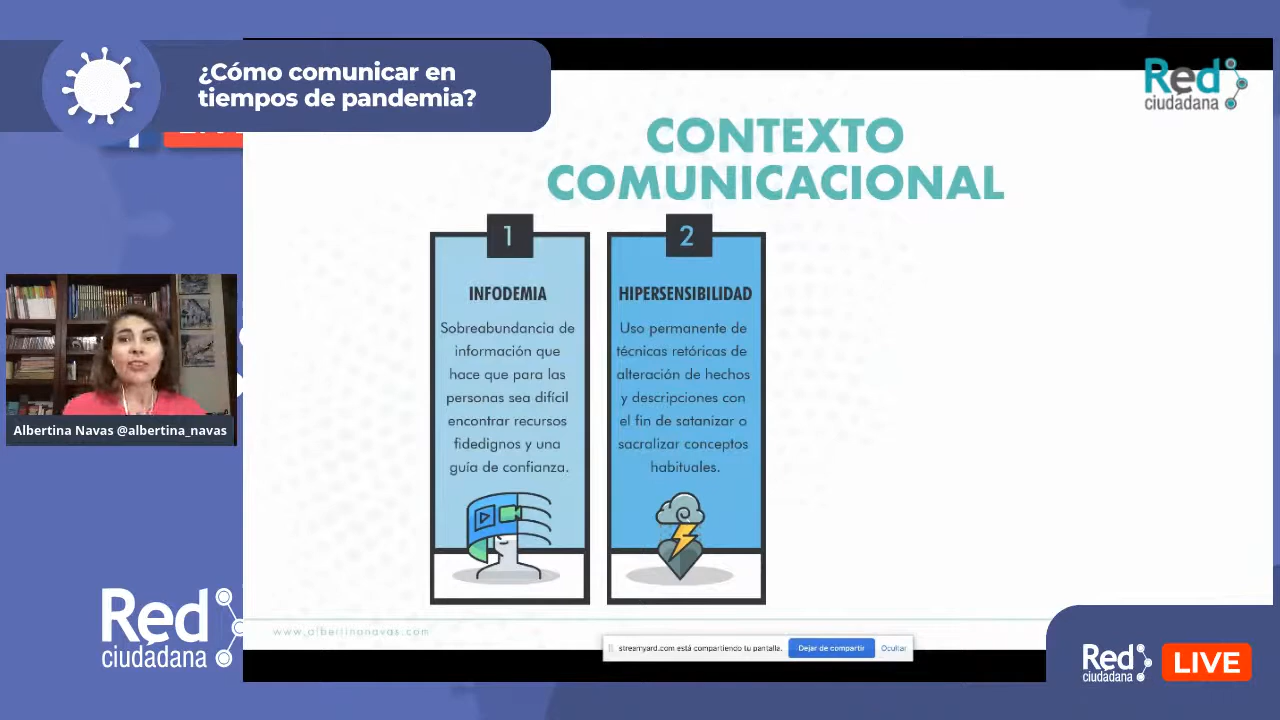 ¿Cómo comunicar en
tiempos de pandemia?
Red
ciudadana
CONTEXTO
COMUNICACIONAL
1
INFODEMIA
Sobreabundancia de
información que
hace que para las
personas sea difícil
encontrar recursos
fidedignos y una
guía de confianza.
2
HIPERSENSIBILIDAD
Uso permanente de
técnicas retóricas de
alteración de hechos
y descripciones con
el fin de satanizar o
sacralizar conceptos
habituales.
Albertina Navas @albertina_navas
Red
ciudadana
www.albertinanavas.com
streamyard.com está compartiendo tu pantalla.
Dejar de compartir
Ocultar
Red
ciudadana
LIVE